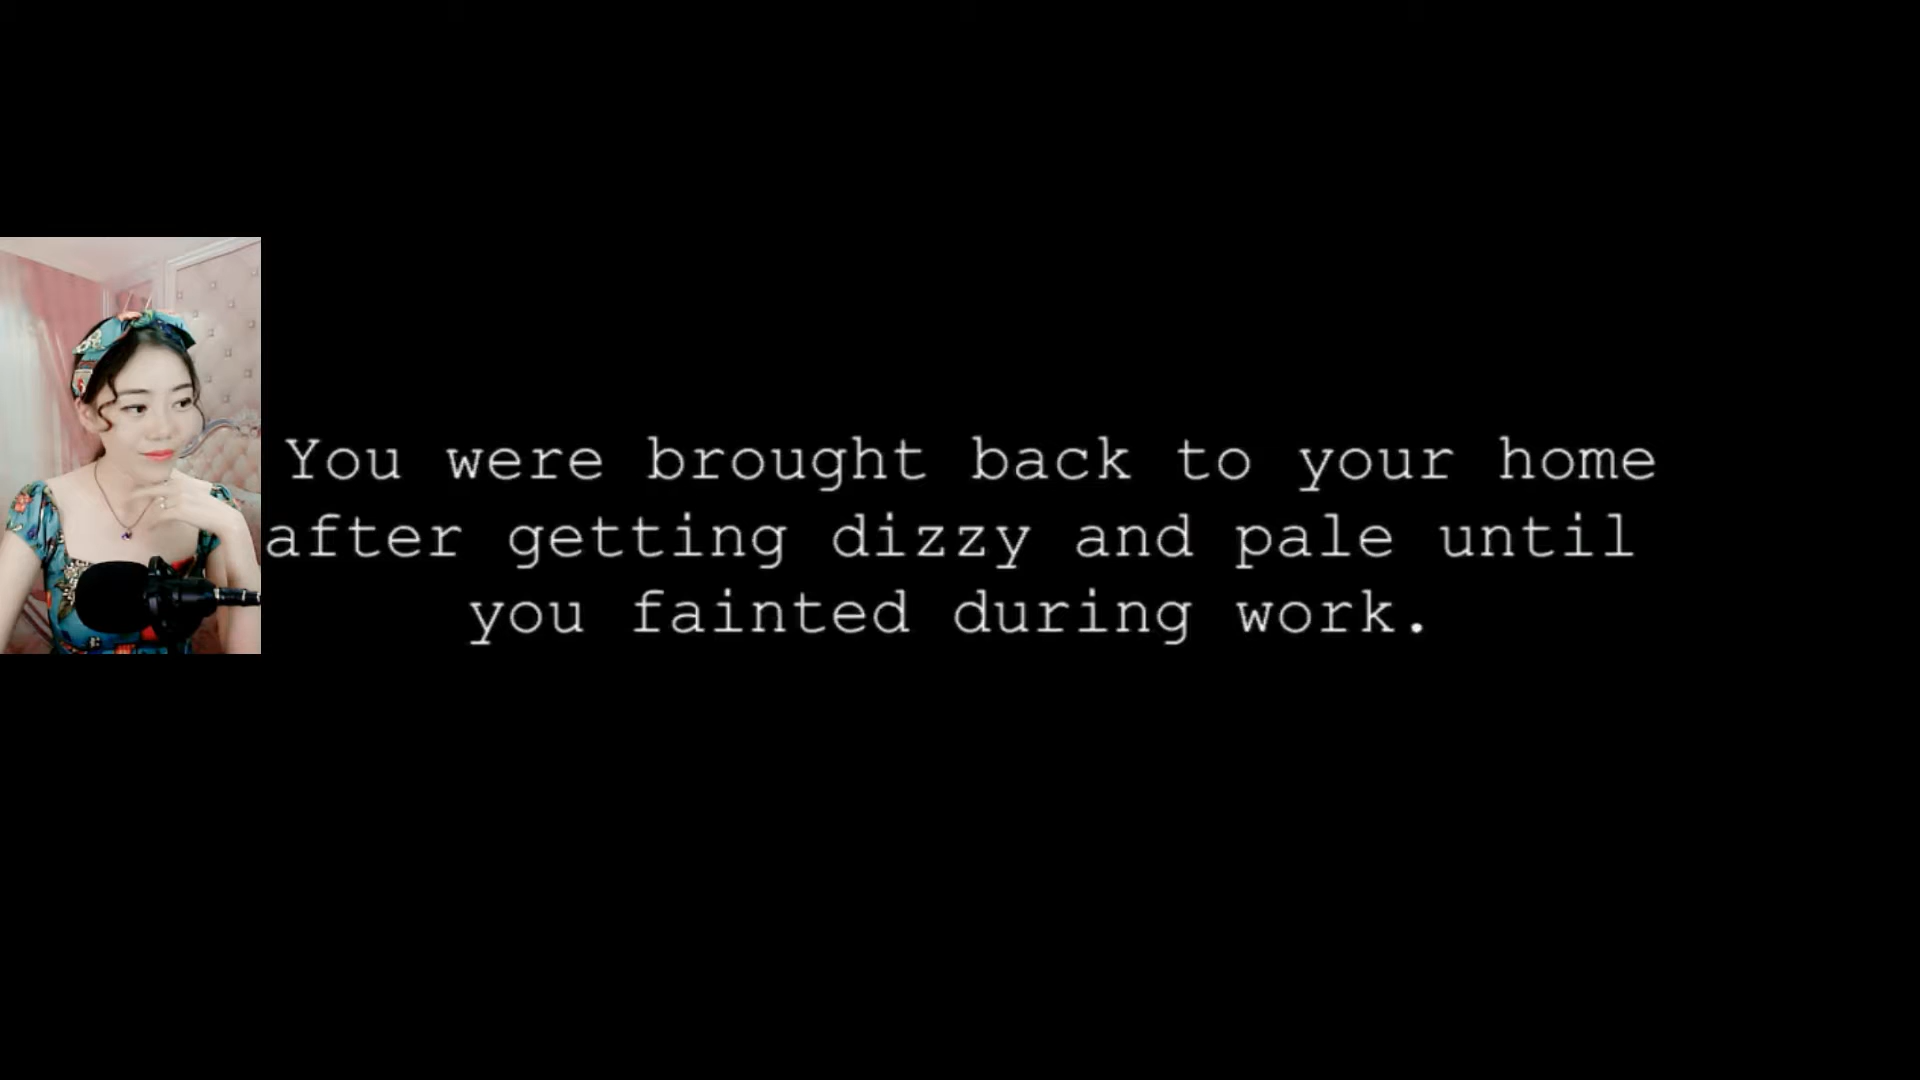 You were brought back to your home
after getting dizzy and pale until
you fainted during work.